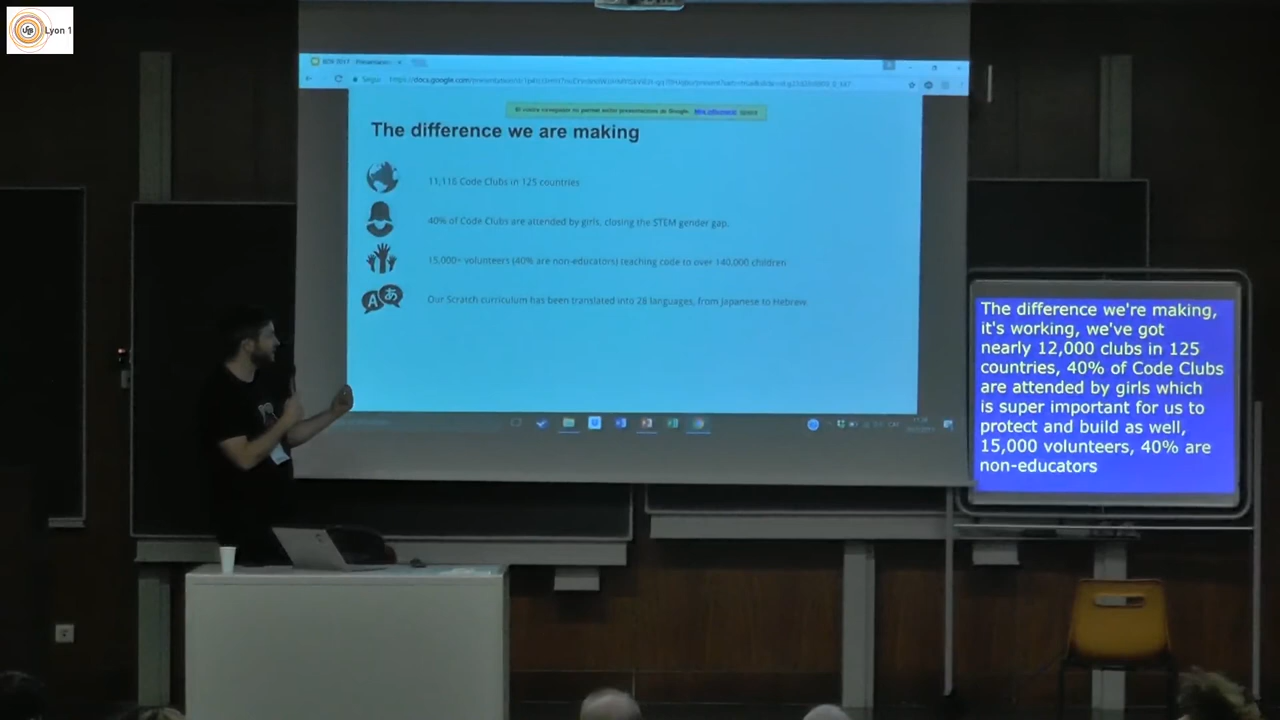 UCB Lyon 1
The difference we are making
11,116 Code Clubs in 125 countries
40% of Code Clubs are attended by girls, closing the STEM gender gap.
15,000+ volunteers (40% are non-educators) teaching code to over 140,000 children
A あ
Our Scratch curriculum has been translated into 28 languages, from Japanese to Hebrew
The difference we're making,
it's working, we've got
nearly 12,000 clubs in 125
countries, 40% of Code Clubs
are attended by girls which
is super important for us to
protect and build as well,
15,000 volunteers, 40% are
non-educators